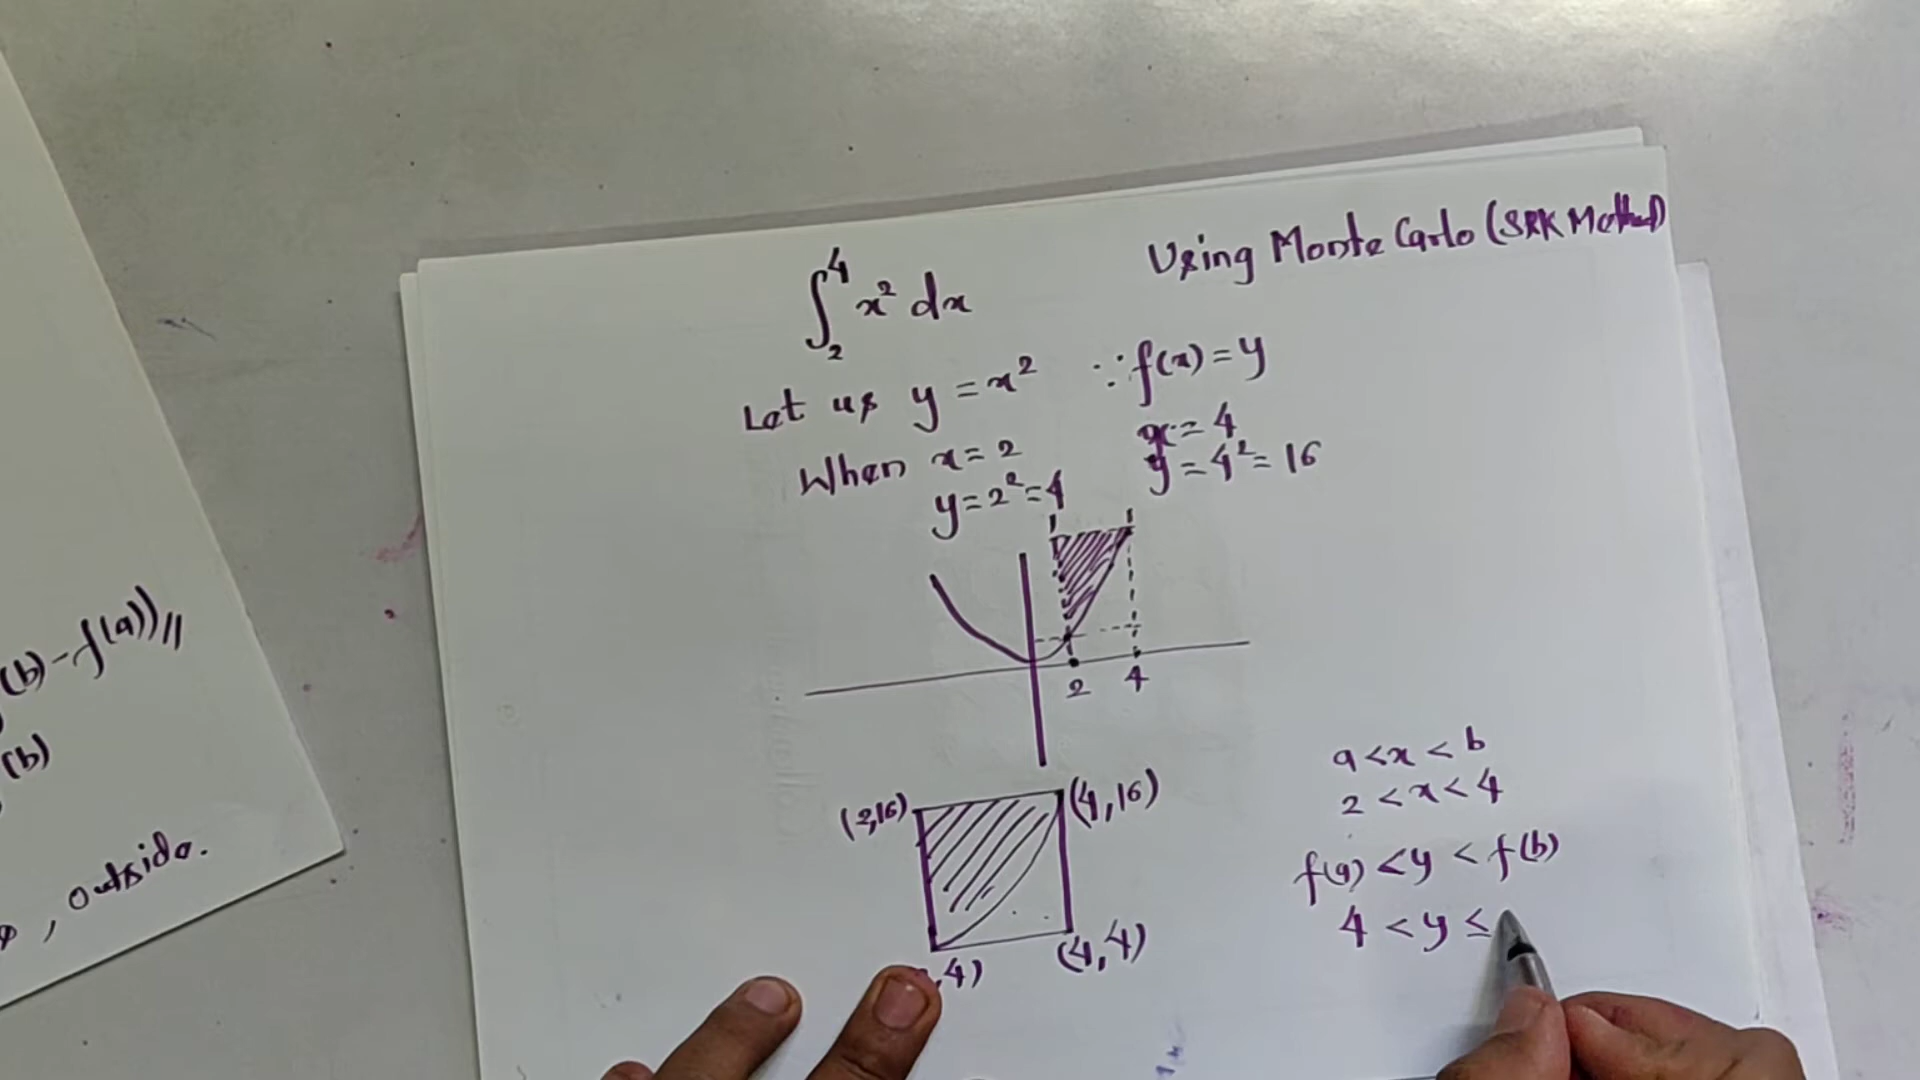 ∫₂⁴ x² dx
Using Monte Carlo (SRK Method)
Let us y = x² ∵ f(x) = y
When x = 2
y = 2² = 4
x = 4
y = 4² = 16
2 4
(2,16) (4,16)
,4) (4,4)
a < x < b
2 < x < 4
f(a) < y < f(b)
4 < y ≤
(b) - f(a)) //
(b)
, outside.